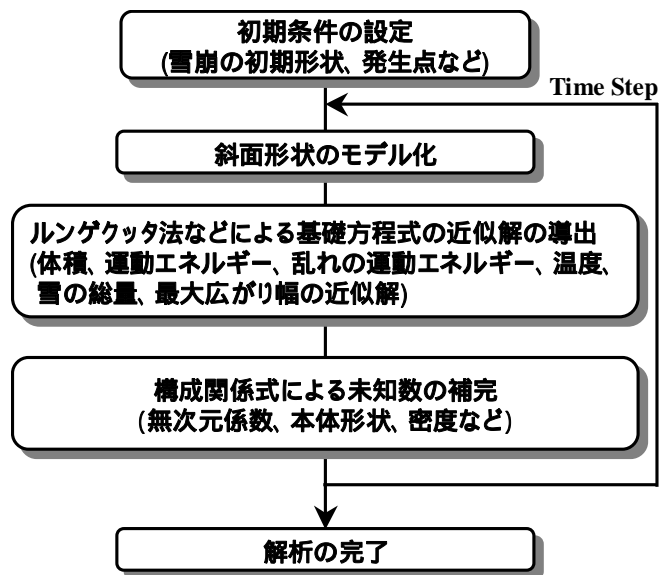 初期条件の設定
(雪崩の初期形状、発生点など)
Time Step
斜面形状のモデル化
ルンゲクッタ法などによる基礎方程式の近似解の導出
(体積、運動エネルギー、乱れの運動エネルギー、温度、
雪の総量、最大広がり幅の近似解)
構成関係式による未知数の補完
(無次元係数、本体形状、密度など)
解析の完了